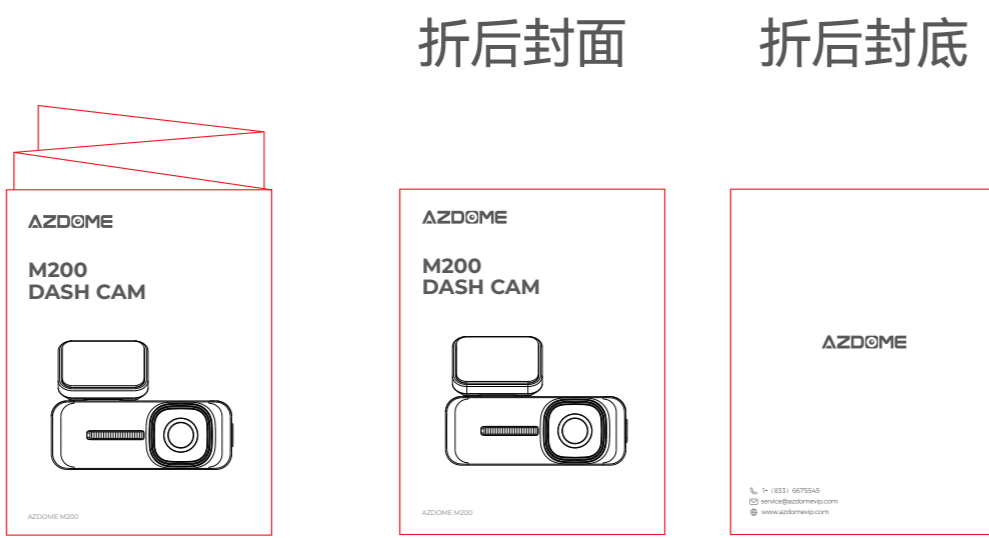 折后封面
折后封底
AZDOME
M200
DASH CAM
AZDOME M200
AZDOME
M200
DASH CAM
AZDOME M200
AZDOME
1-（833）6675545
service@azdomevip.com
www.azdomevip.com